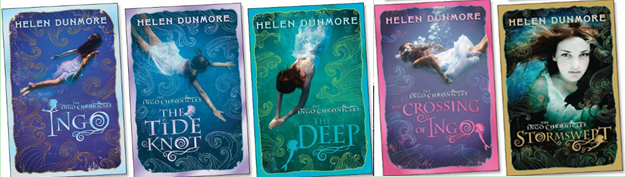 HELEN DUNMORE
THE
INGO CHRONICLES
INGO
HELEN DUNMORE
THE
INGO CHRONICLES
THE
TIDE
KNOT
HELEN DUNMORE
THE INGO CHRONICLES
THE
DEEP
HELEN DUNMORE
THE INGO CHRONICLES
THE
CROSSING
OF INGO
HELEN DUNMORE
THE
INGO CHRONICLES
STORMSWEPT